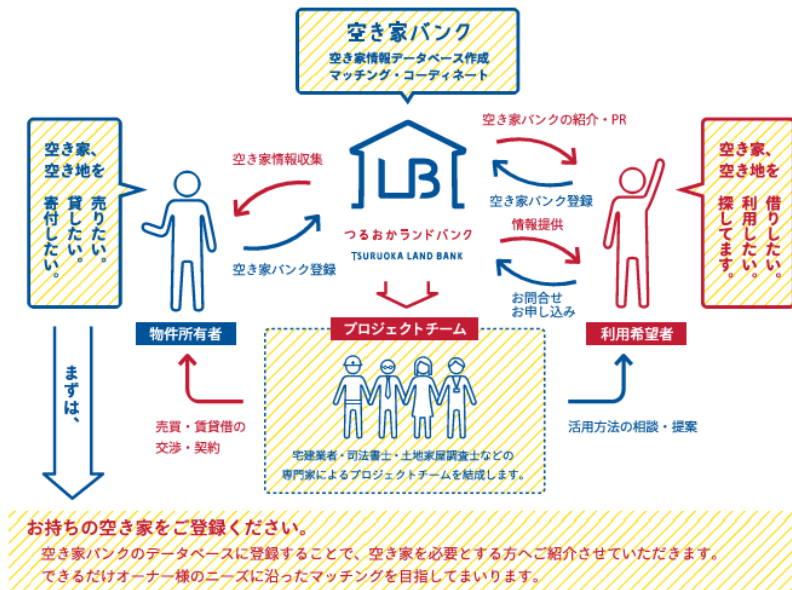 空き家バンク
空き家情報データベース作成
マッチング・コーディネート
空き家、
空き地を
売りたい。
貸したい。
寄付したい。
空き家情報収集
空き家バンク登録
LB
つるおかランドバンク
TSURUOKA LAND BANK
空き家バンクの紹介・PR
空き家バンク登録
情報提供
お問合せ
お申し込み
空き家、
空き地を
借りしたい。
利用したい。
探してます。
物件所有者
プロジェクトチーム
利用希望者
まずは、
売買・賃貸借の
交渉・契約
宅建業者・司法書士・土地家屋調査士などの
専門家によるプロジェクトチームを結成します。
活用方法の相談・提案
お持ちの空き家をご登録ください。
空き家バンクのデータベースに登録することで、空き家を必要とする方へご紹介させていただきます。
できるだけオーナー様のニーズに沿ったマッチングを目指してまいります。